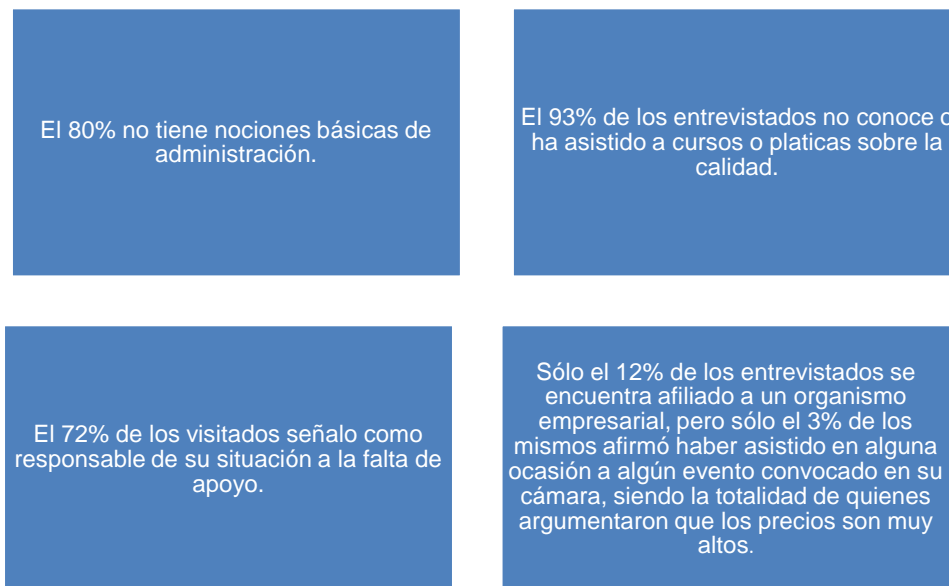 El 80% no tiene nociones básicas de
administración.
El 93% de los entrevistados no conoce o
ha asistido a cursos o platicas sobre la
calidad.
El 72% de los visitados señalo como
responsable de su situación a la falta de
apoyo.
Sólo el 12% de los entrevistados se
encuentra afiliado a un organismo
empresarial, pero sólo el 3% de los
mismos afirmó haber asistido en alguna
ocasión a algún evento convocado en su
cámara, siendo la totalidad de quienes
argumentaron que los precios son muy
altos.